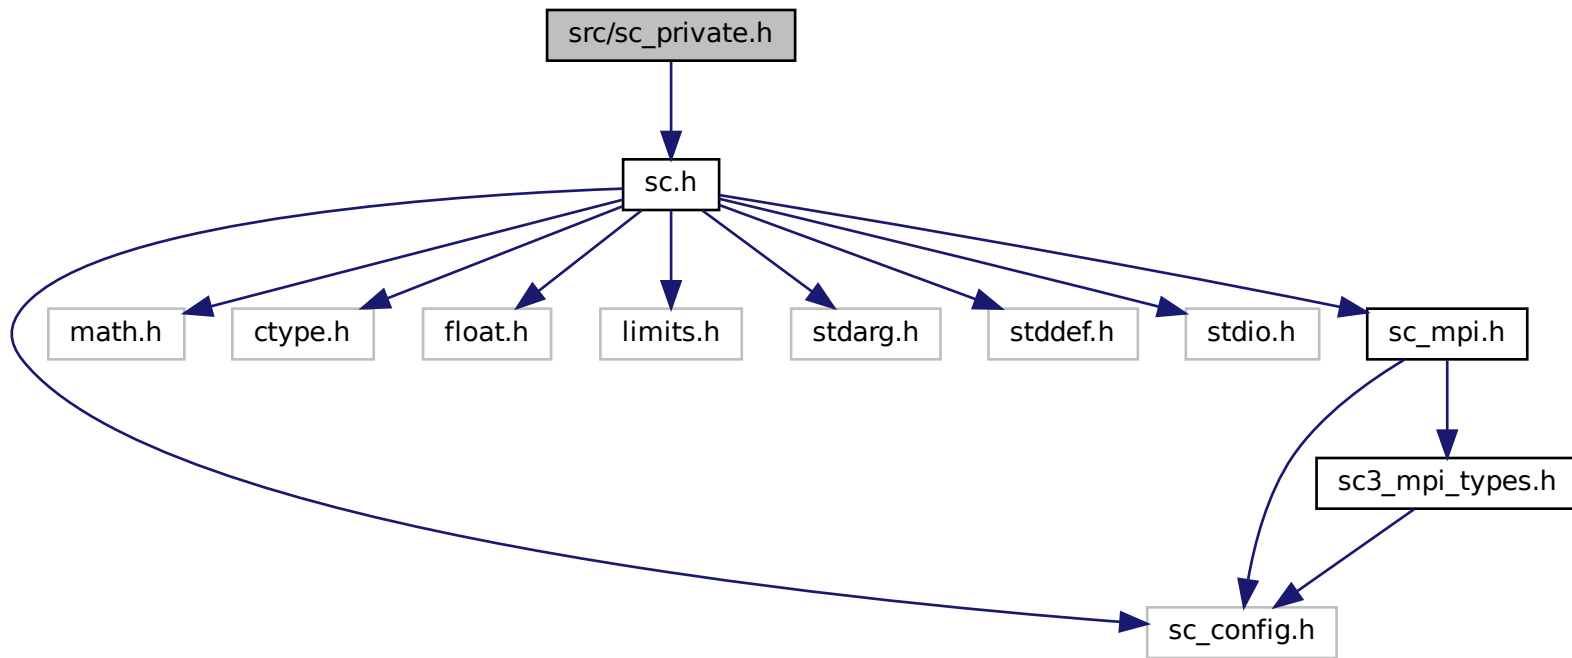 src/sc_private.h
sc.h
math.h
ctype.h
float.h
limits.h
stdarg.h
stddef.h
stdio.h
sc_mpi.h
sc3_mpi_types.h
sc_config.h